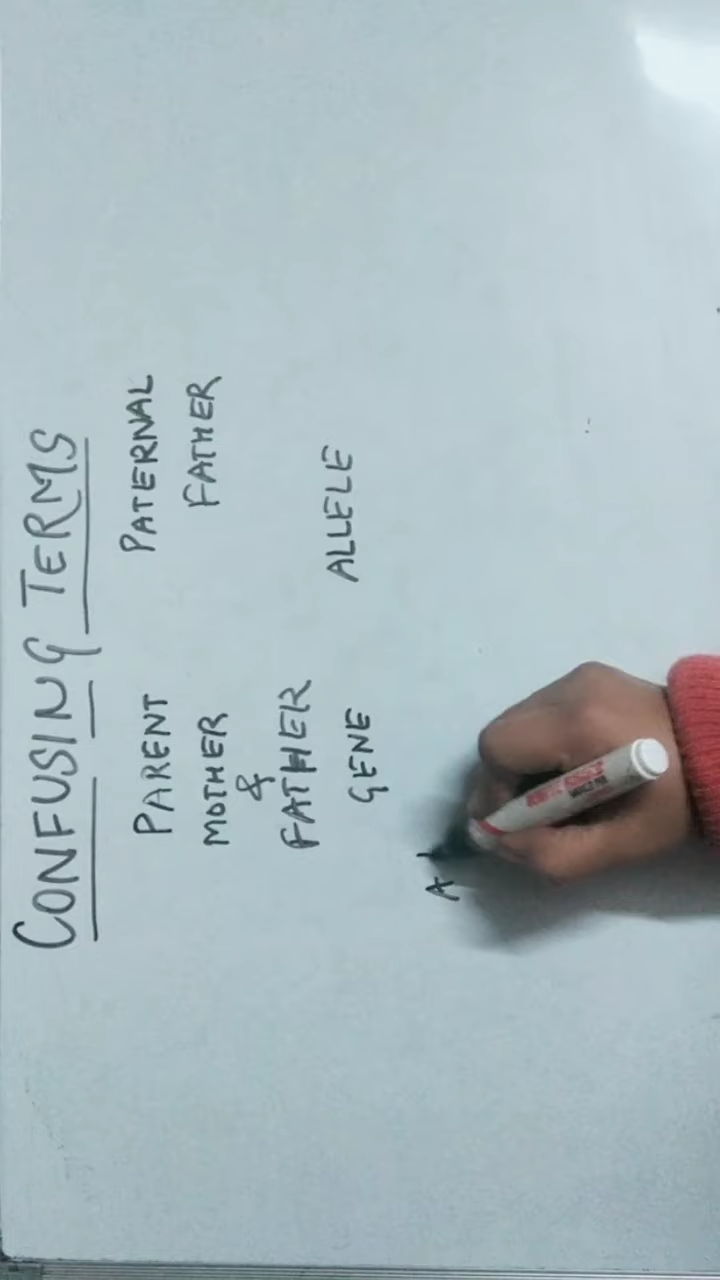 CONFUSING TERMS
PARENT PATERNAL
MOTHER FATHER
&
FATHER
GENE ALLELE
A